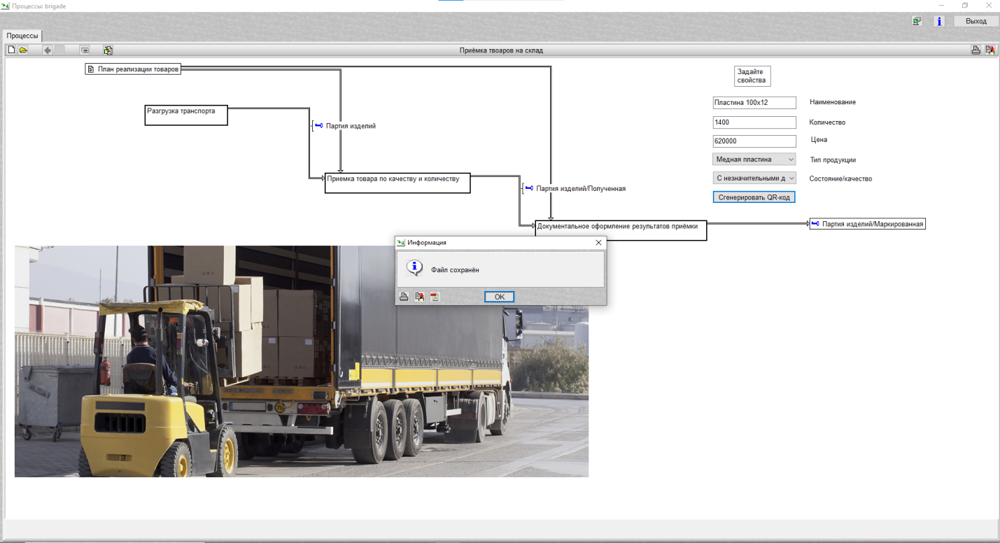 Процессы: brigade
Выход
Процессы
Приёмка твоаров на склад
План реализации товаров
Задайте
свойства
Разгрузка транспорта
Пластина 100x12
Наименование
Партия изделий
1400
Количество
620000
Цена
Медная пластина
Тип продукции
Приемка товара по качеству и количеству
С незначительными д
Состояние/качество
Партия изделий/Полученная
Сгенерировать QR-код
Документальное оформление результатов приёмки
Партия изделий/Маркированная
Информация
Файл сохранён
OK